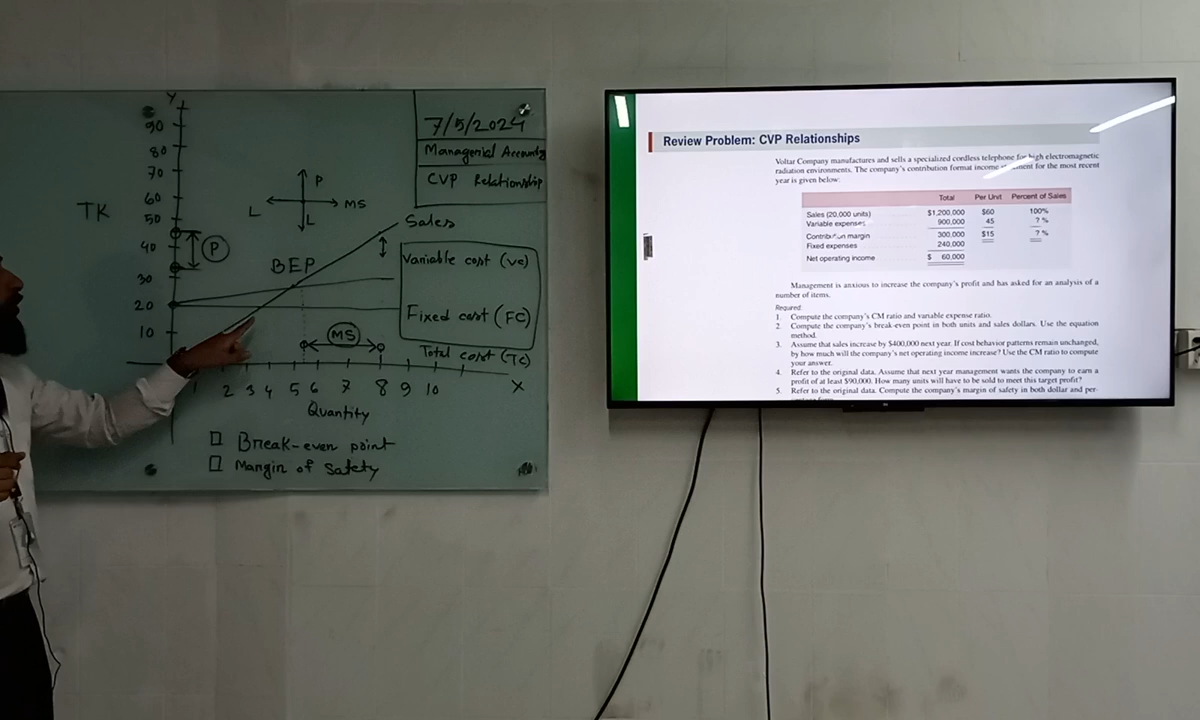 Y
90
80
70
60
50
40
30
20
10
TK
P
P
L MS
L
BEP
Sales
7/5/2024
Managerial Accounty
CVP Relationship
Variable cost (VC)
Fixed cost (FC)
Total cost (TC)
MS
1 2 3 4 5 6 7 8 9 10 X
Quantity
Break-even point
Margin of Safety
Review Problem: CVP Relationships
Voltar Company manufactures and sells a specialized cordless telephone for high electromagnetic
radiation environments. The company's contribution format income for the most recent
year is given below:
Total Per Unit Percent of Sales
Sales (20,000 units) $1,200,000 $60 100%
Variable expenses 900,000 45 ? %
Contribution margin 300,000 $15 ? %
Fixed expenses 240,000
Net operating income $ 60,000
Management is anxious to increase the company's profit and has asked for an analysis of a
number of items.
Required:
1. Compute the company's CM ratio and variable expense ratio.
2. Compute the company's break-even point in both units and sales dollars. Use the equation
method.
3. Assume that sales increase by $400,000 next year. If cost behavior patterns remain unchanged,
by how much will the company's net operating income increase? Use the CM ratio to compute
your answer.
4. Refer to the original data. Assume that next year management wants the company to earn a
profit of at least $90,000. How many units will have to be sold to meet this target profit?
5. Refer to the original data. Compute the company's margin of safety in both dollar and per-